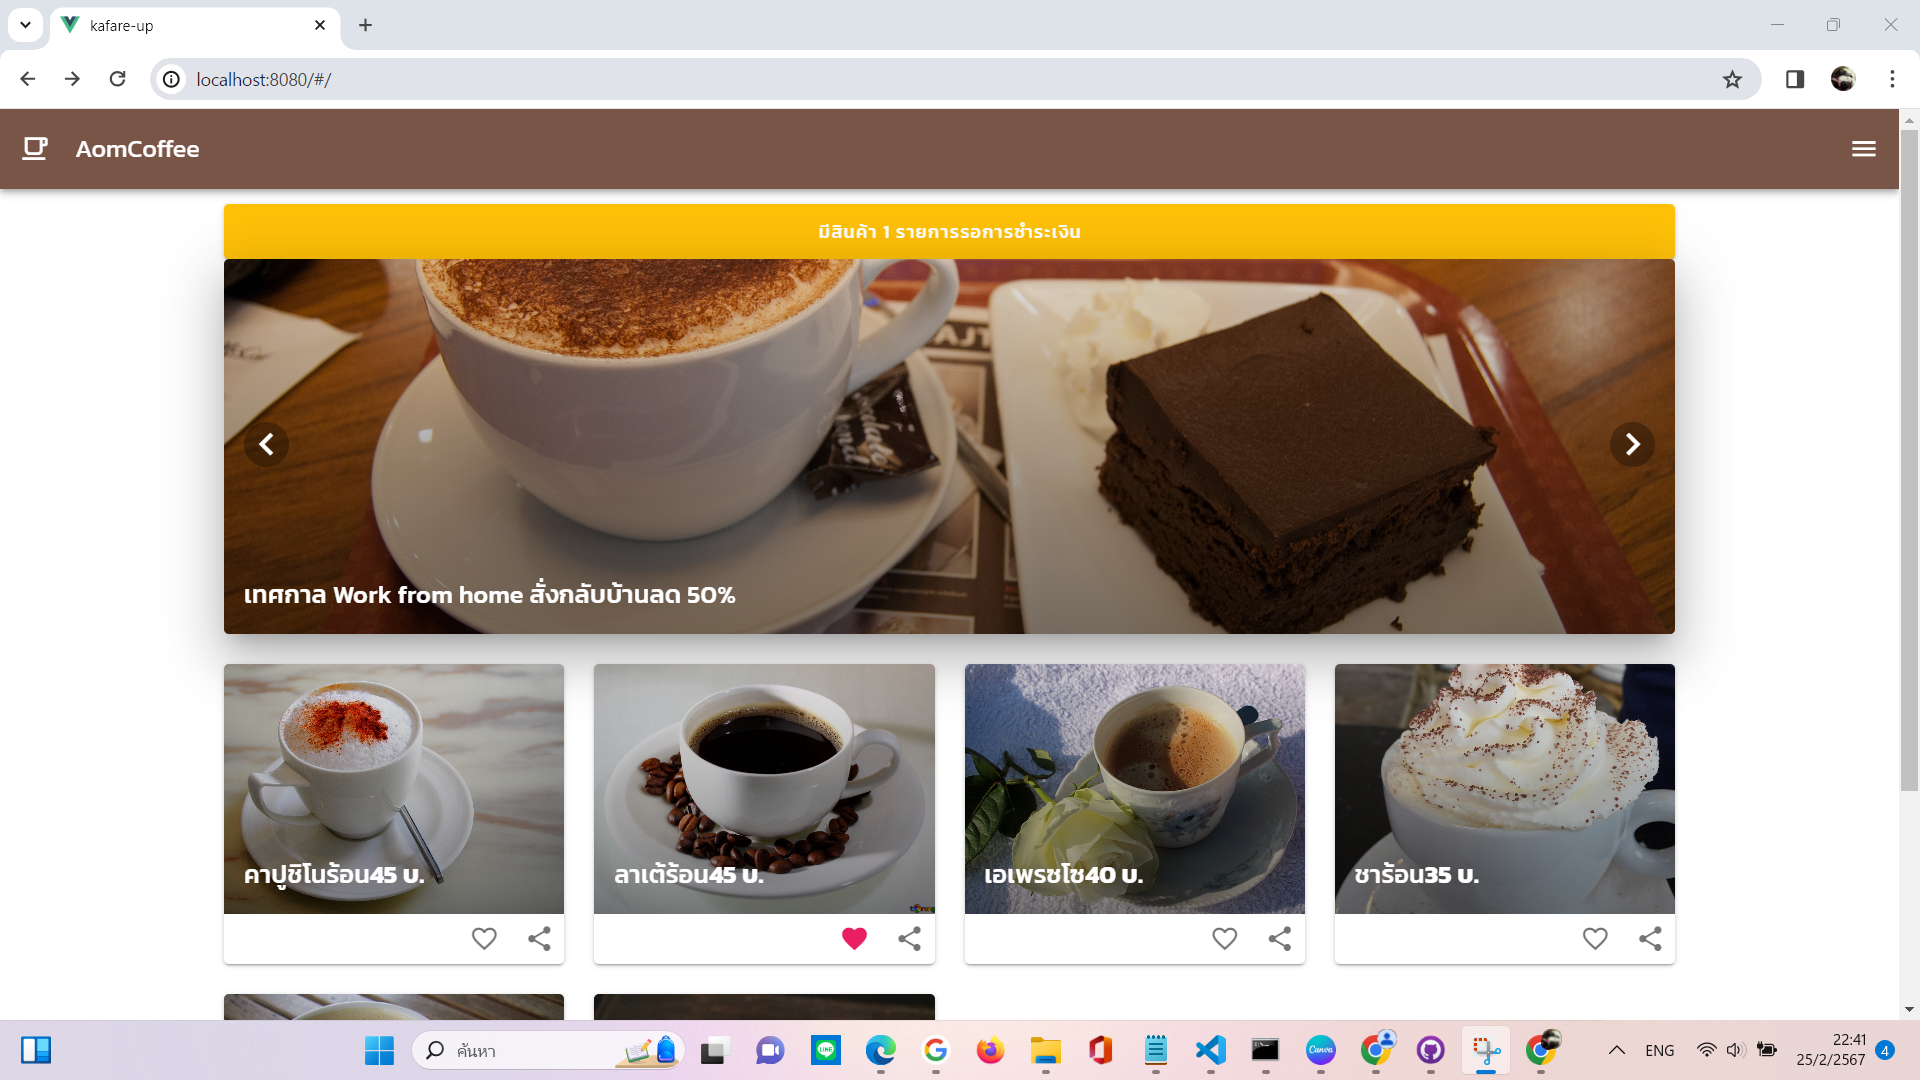 kafare-up
localhost:8080/#/
AomCoffee
มีสินค้า 1 รายการรอการชำระเงิน
เทศกาล Work from home สั่งกลับบ้านลด 50%
คาปูชิโนร้อน45 บ.
ลาเต้ร้อน45 บ.
เอเพรซโซ40 บ.
ชาร้อน35 บ.
ค้นหา
LINE
Canva
ENG
22:41
25/2/2567
4